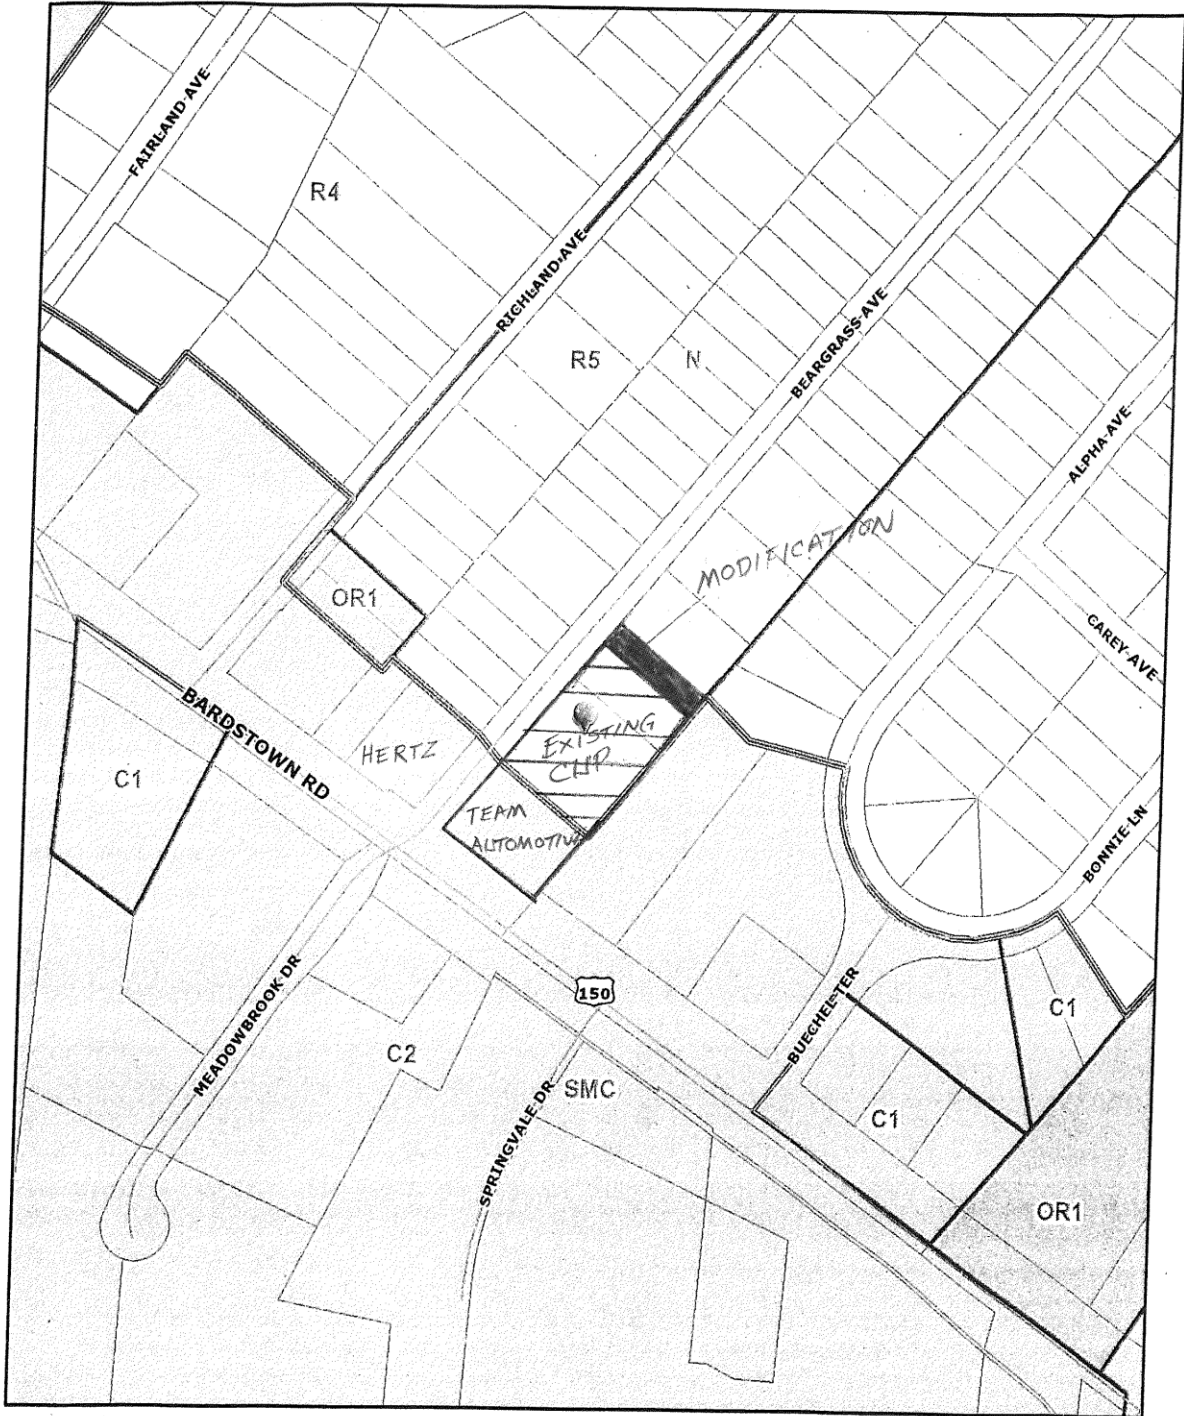 FAIRLAND AVE
R4
RICHLAND AVE
R5
N
BEARGRASS AVE
ALPHA AVE
MODIFICATION
OR1
CAREY AVE
BARDSTOWN RD
HERTZ
EXISTING
CUP
C1
TEAM
AUTOMOTIVE
BONNIE LN
150
MEADOWBROOK DR
C2
BUECHEL TER
C1
SPRINGVALE DR
SMC
C1
OR1